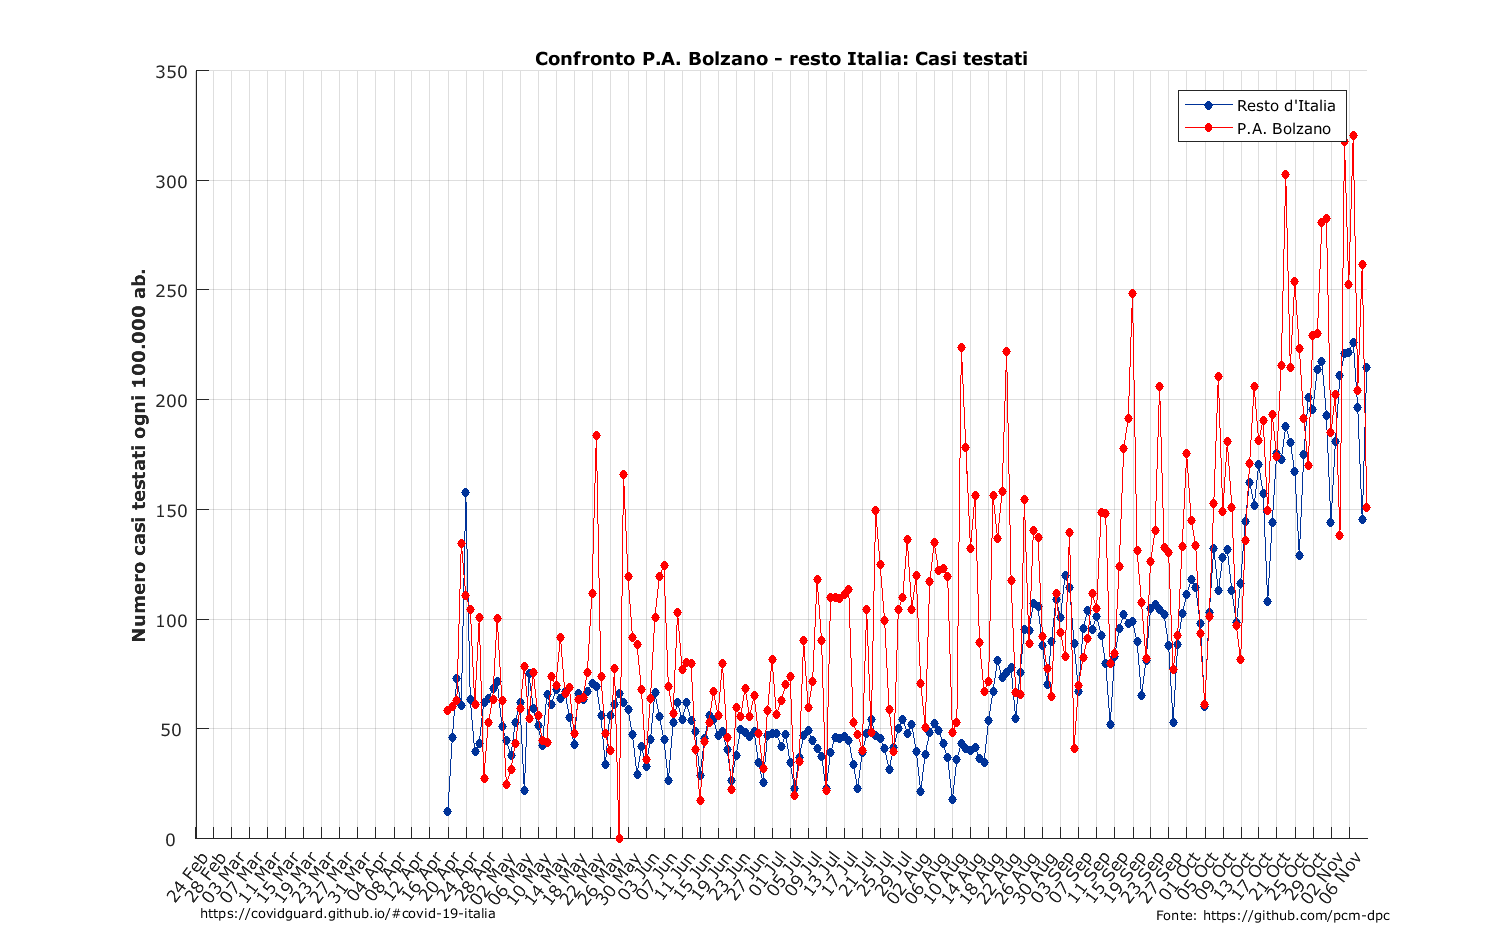 Confronto P.A. Bolzano - resto Italia: Casi testati
Numero casi testati ogni 100.000 ab.
350
300
250
200
150
100
50
0
Resto d'Italia
P.A. Bolzano
24 Feb
28 Feb
03 Mar
07 Mar
11 Mar
15 Mar
19 Mar
23 Mar
27 Mar
31 Mar
04 Apr
08 Apr
12 Apr
16 Apr
20 Apr
24 Apr
28 Apr
02 May
06 May
10 May
14 May
18 May
22 May
26 May
30 May
03 Jun
07 Jun
11 Jun
15 Jun
19 Jun
23 Jun
27 Jun
01 Jul
05 Jul
09 Jul
13 Jul
17 Jul
21 Jul
25 Jul
29 Jul
02 Aug
06 Aug
10 Aug
14 Aug
18 Aug
22 Aug
26 Aug
30 Aug
03 Sep
07 Sep
11 Sep
15 Sep
19 Sep
23 Sep
27 Sep
01 Oct
05 Oct
09 Oct
13 Oct
17 Oct
21 Oct
25 Oct
29 Oct
02 Nov
06 Nov
https://covidguard.github.io/#covid-19-italia
Fonte: https://github.com/pcm-dpc